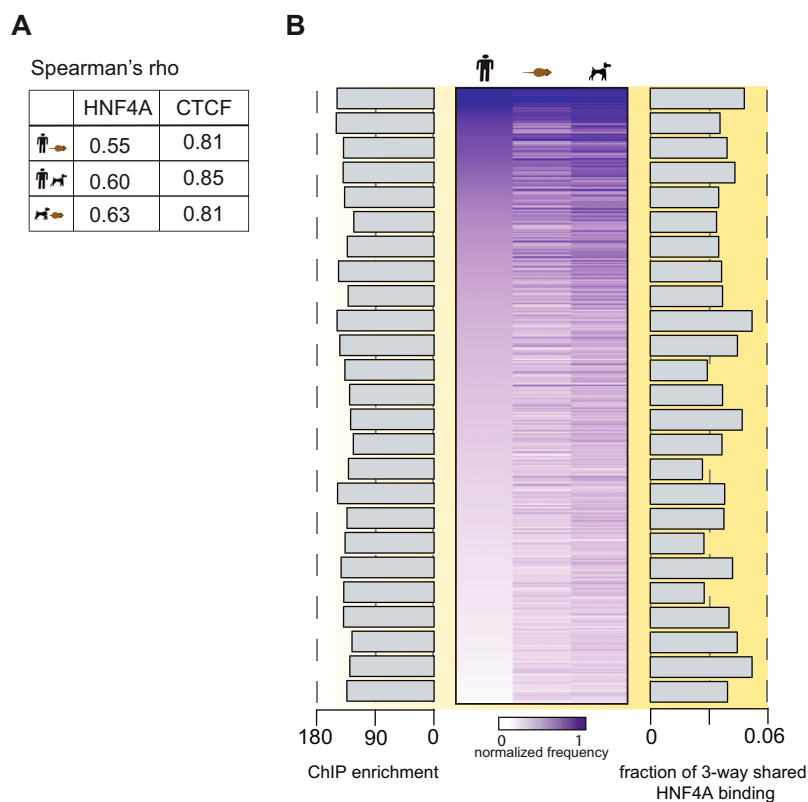 A
B
Spearman's rho
HNF4A CTCF
0.55 0.81
0.60 0.85
0.63 0.81
180 90 0
ChIP enrichment
0 1
normalized frequency
0 0.06
fraction of 3-way shared
HNF4A binding